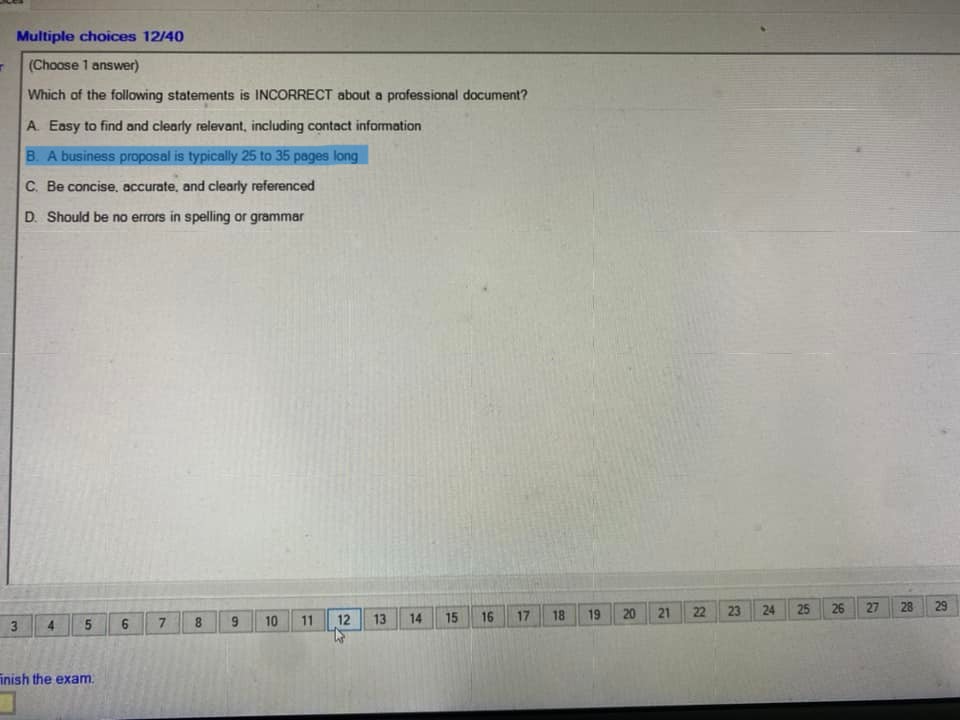 Multiple choices 12/40
(Choose 1 answer)
Which of the following statements is INCORRECT about a professional document?
A. Easy to find and clearly relevant, including contact information
B. A business proposal is typically 25 to 35 pages long
C. Be concise, accurate, and clearly referenced
D. Should be no errors in spelling or grammar
3 4 5 6 7 8 9 10 11 12 13 14 15 16 17 18 19 20 21 22 23 24 25 26 27 28 29
inish the exam.